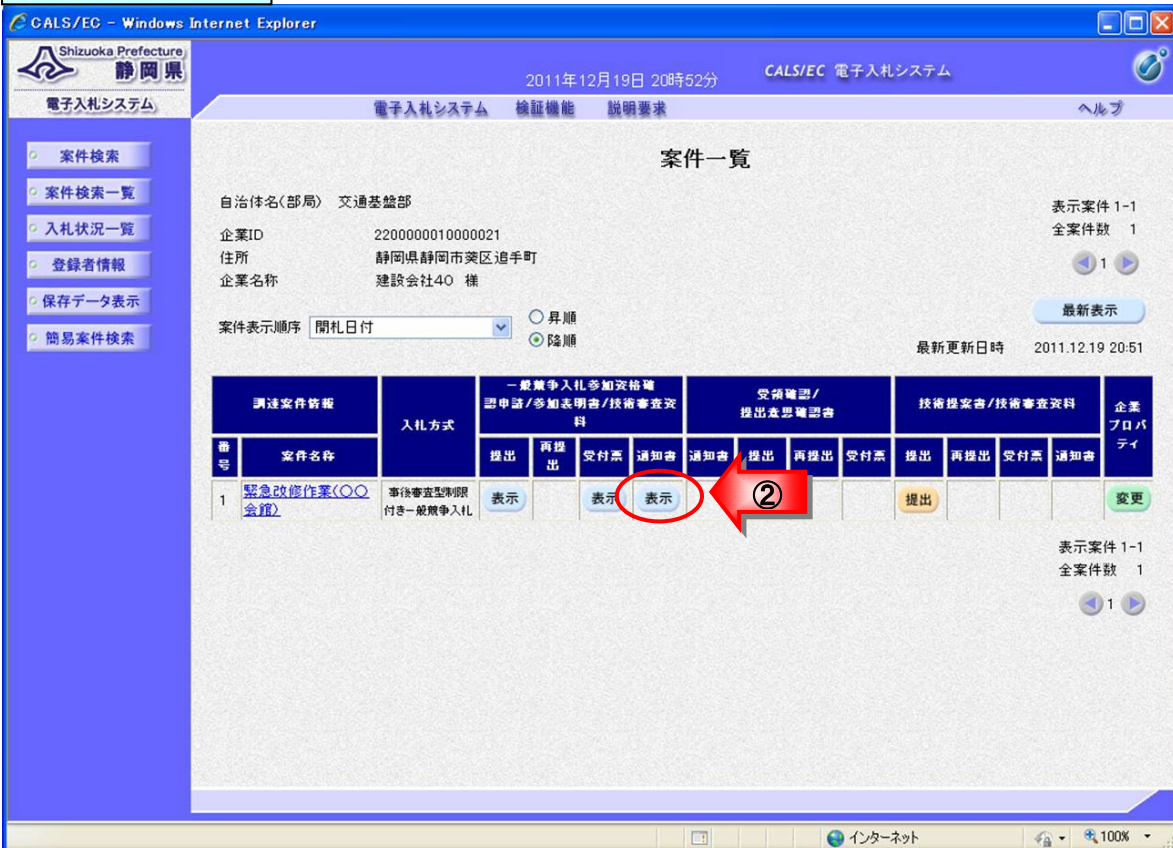 CALS/EC - Windows Internet Explorer
Shizuoka Prefecture
静岡県
電子入札システム
2011年12月19日 20時52分
CALS/EC 電子入札システム
電子入札システム 検証機能 説明要求 ヘルプ
案件検索
案件検索一覧
入札状況一覧
登録者情報
保存データ表示
簡易案件検索
案件一覧
自治体名(部局) 交通基盤部
企業ID 2200000010000021
住所 静岡県静岡市葵区追手町
企業名称 建設会社40 様
案件表示順序 開札日付
昇順
降順
表示案件 1-1
全案件数 1
1
最新表示
最新更新日時 2011.12.19 20:51
調達案件情報
入札方式
一般競争入札参加資格確
認申請/参加表明書/技術審査資
料
受領確認/
提出意思確認書
技術提案書/技術審査資料
企業
プロパ
ティ
番号 案件名称 提出 再提出 受付票 通知書 通知書 提出 再提出 受付票 提出 再提出 受付票 通知書
1 緊急改修作業(〇〇
会館)
事後審査型制限
付き一般競争入札
表示 表示 表示 ② 提出 変更
表示案件 1-1
全案件数 1
1
インターネット 100%